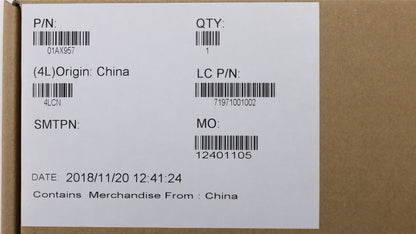 P/N: QTY:
01AX957 1
(4L)Origin: China LC P/N:
4LCN 71971001002
SMTPN: MO:
12401105
DATE: 2018/11/20 12:41:24
Contains Merchandise From : China